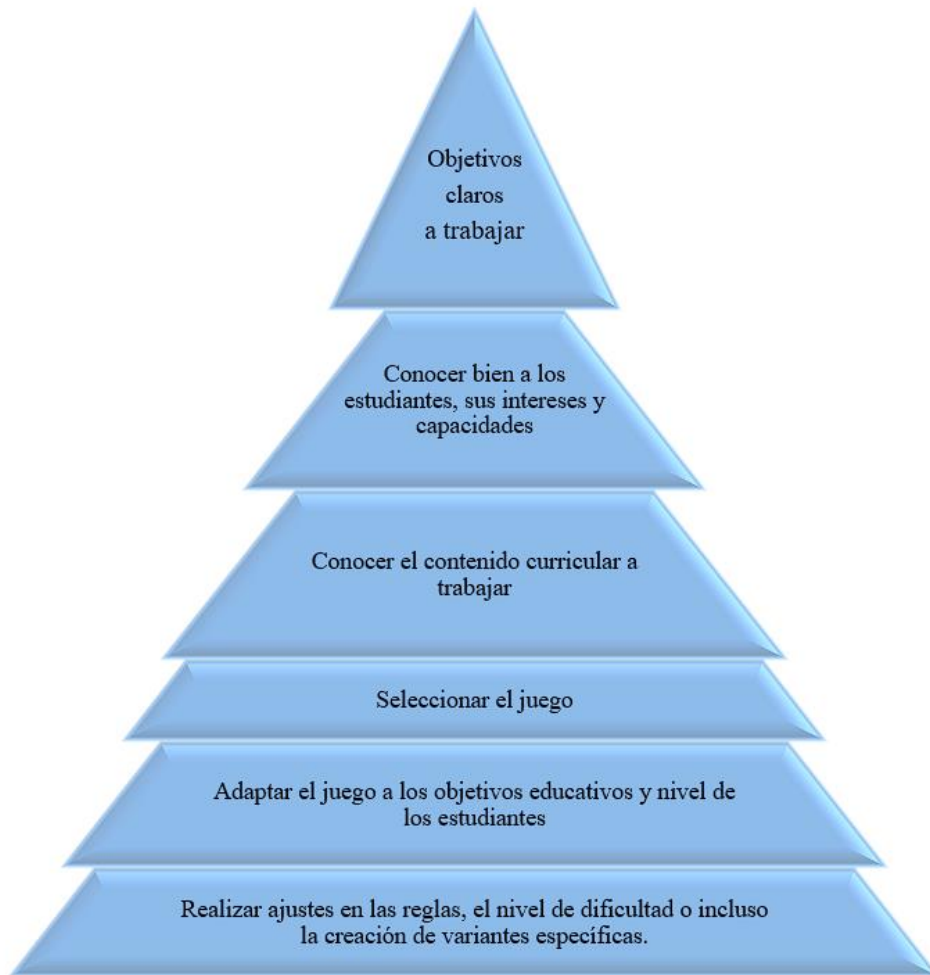 Objetivos
claros
a trabajar
Conocer bien a los
estudiantes, sus intereses y
capacidades
Conocer el contenido curricular a
trabajar
Seleccionar el juego
Adaptar el juego a los objetivos educativos y nivel de
los estudiantes
Realizar ajustes en las reglas, el nivel de dificultad o incluso
la creación de variantes específicas.